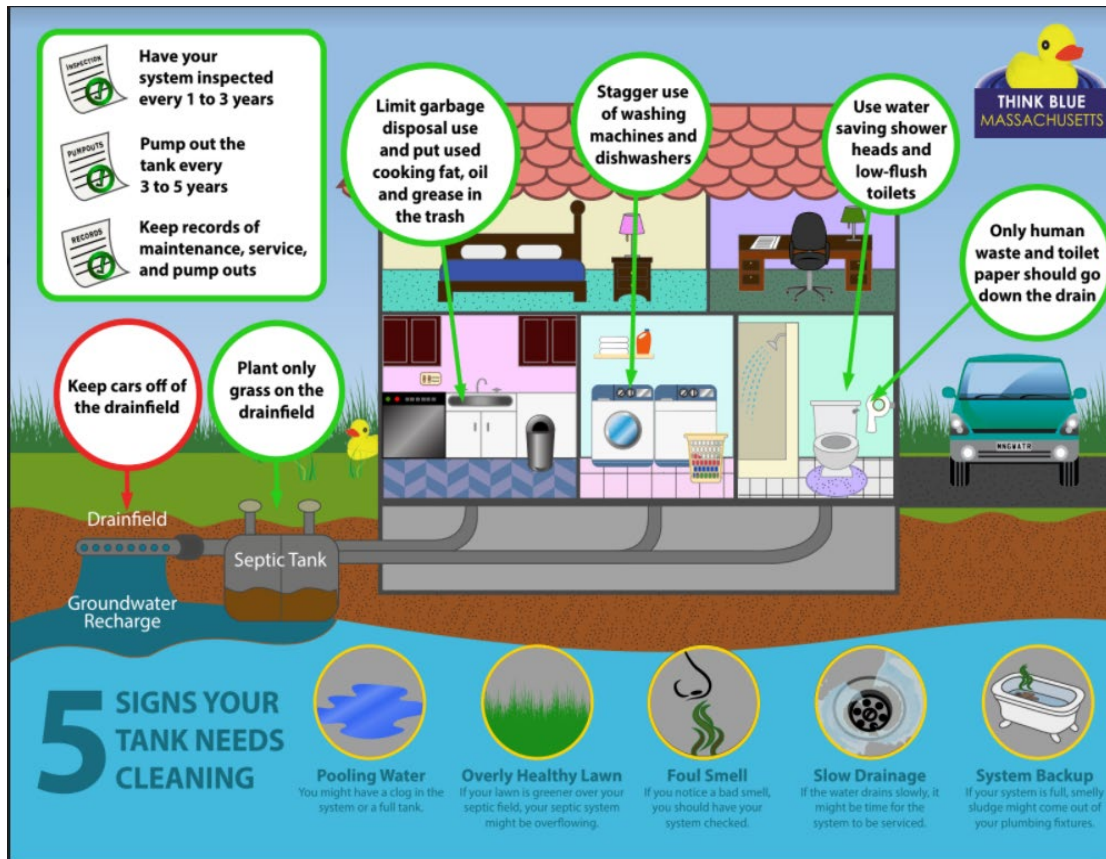 INSPECTION
Have your
system inspected
every 1 to 3 years
PUMPOUTS
Pump out the
tank every
3 to 5 years
RECORDS
Keep records of
maintenance, service,
and pump outs
Limit garbage
disposal use
and put used
cooking fat, oil
and grease in
the trash
Stagger use
of washing
machines and
dishwashers
Use water
saving shower
heads and
low-flush
toilets
THINK BLUE
MASSACHUSETTS
Only human
waste and toilet
paper should go
down the drain
Keep cars off of
the drainfield
Plant only
grass on the
drainfield
WNGWATR
Drainfield
Septic Tank
Groundwater
Recharge
5 SIGNS YOUR
TANK NEEDS
CLEANING
Pooling Water
You might have a clog in the
system or a full tank.
Overly Healthy Lawn
If your lawn is greener over your
septic field, your septic system
might be overflowing.
Foul Smell
If you notice a bad smell,
you should have your
system checked.
Slow Drainage
If the water drains slowly, it
might be time for the
system to be serviced.
System Backup
If your system is full, smelly
sludge might come out of
your plumbing fixtures.